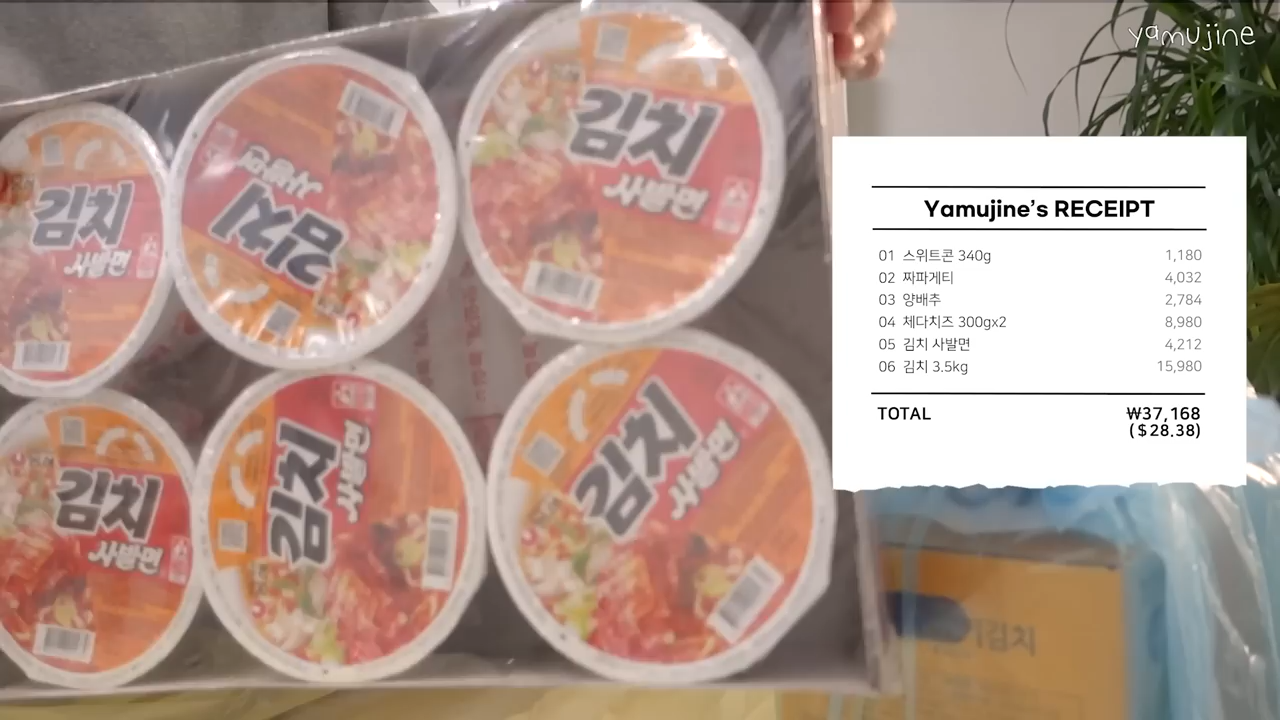 yamujine
김치
사발면
김치
사발면
김치
사발면
김치
사발면
김치
사발면
김치
사발면
Yamujine's RECEIPT
01 스위트콘 340g 1,180
02 짜파게티 4,032
03 양배추 2,784
04 체다치즈 300gx2 8,980
05 김치 사발면 4,212
06 김치 3.5kg 15,980
TOTAL ₩37,168
($28.38)
김치